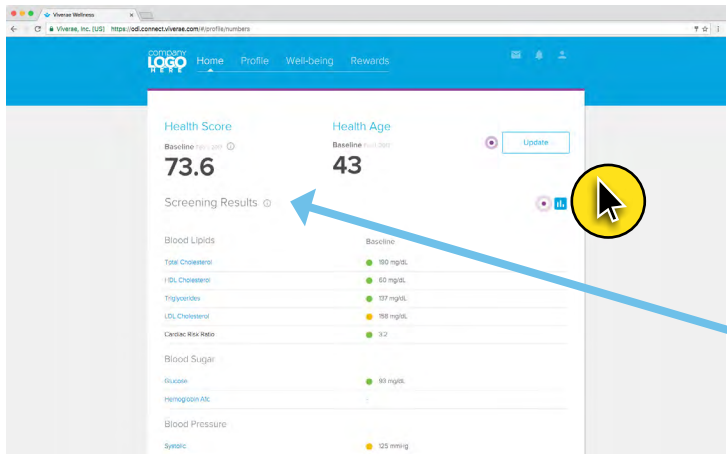 Viverae Wellness
Viverae, Inc. [US] https://odi.connect.viverae.com/#/profile/numbers
company
LOGO
HERE
Home Profile Well-being Rewards
Health Score Health Age
Baseline Baseline
Update
73.6 43
Screening Results
Blood Lipids Baseline
Total Cholesterol 190 mg/dL
HDL Cholesterol 60 mg/dL
Triglycerides 137 mg/dL
LDL Cholesterol mg/dL
Cardiac Risk Ratio 3.2
Blood Sugar
Glucose 93 mg/dL
Hemoglobin A1c -
Blood Pressure
Systolic 125 mmHg